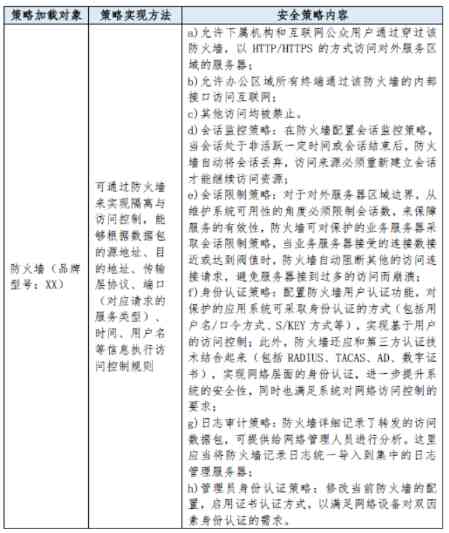 策略加载对象
策略实现方法
安全策略内容
防火墙（品牌
型号：XX）
可通过防火墙
来实现隔离与
访问控制，能
够根据数据包
的源地址、目
的地址、传输
层协议、端口
（对应请求的
服务类型）、
时间、用户名
等信息执行访
问控制规则
a)允许下属机构和互联网公众用户通过穿过该
防火墙，以 HTTP/HTTPS 的方式访问对外服务区
域的服务器；
b)允许办公区域所有终端通过该防火墙的内部
接口访问互联网；
c)其他访问均被禁止。
d)会话监控策略：在防火墙配置会话监控策略，
当会话处于非活跃一定时间或会话结束后，防火
墙自动将会话丢弃，访问来源必须重新建立会话
才能继续访问资源；
e)会话限制策略：对于对外服务器区域边界，从
维护系统可用性的角度必须限制会话数，来保障
服务的有效性，防火墙可对保护的业务服务器采
取会话限制策略，当业务服务器接受的连接数接
近或达到阀值时，防火墙自动阻断其他的访问连
接请求，避免服务器接到过多的访问而崩溃；
f)身份认证策略：配置防火墙用户认证功能，对
保护的应用系统可采取身份认证的方式（包括用
户名/口令方式、S/KEY 方式等），实现基于用户
的访问控制；此外，防火墙还应和第三方认证技
术结合起来（包括 RADIUS、TACAS、AD、数字证
书），实现网络层面的身份认证，进一步提升系
统的安全性，同时也满足系统对网络访问控制的
要求；
g)日志审计策略：防火墙详细记录了转发的访问
数据包，可提供给网络管理人员进行分析。这里
应当将防火墙记录日志统一导入到集中的日志
管理服务器；
h)管理员身份认证策略：修改当前防火墙的配
置，启用证书认证方式，以满足网络设备对双因
素身份认证的需求。